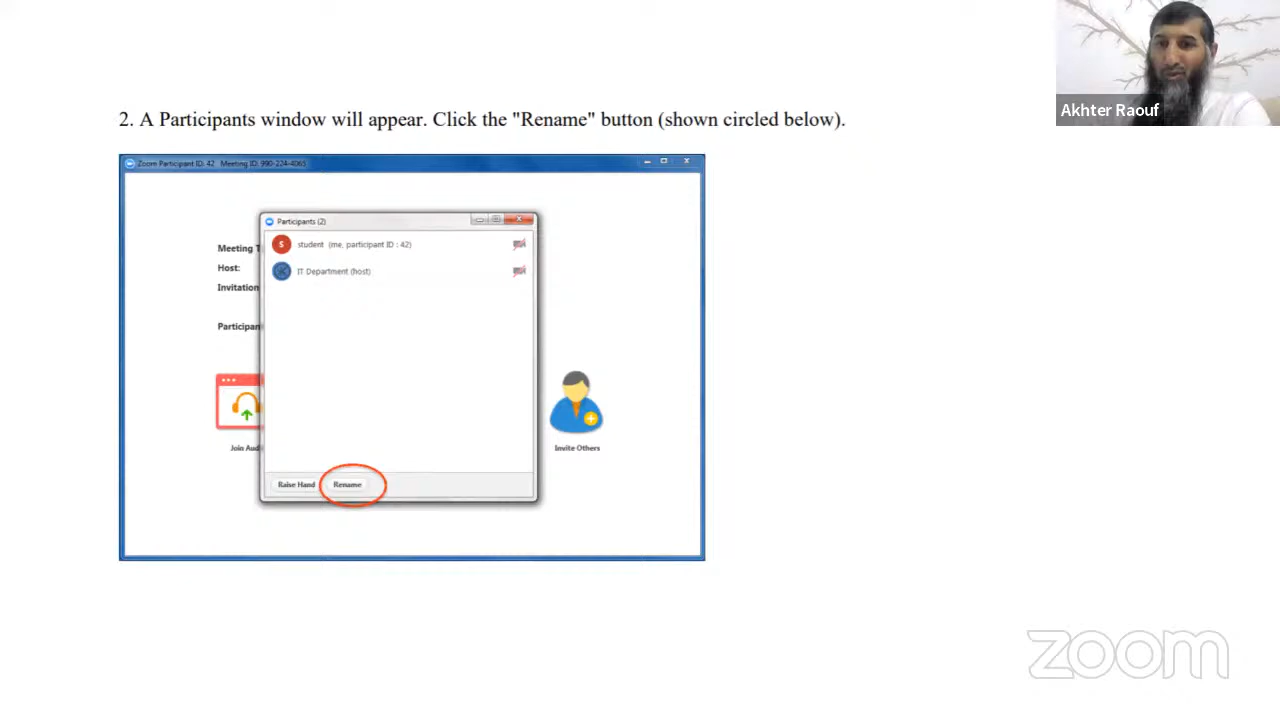 Akhter Raouf
2. A Participants window will appear. Click the "Rename" button (shown circled below).
Zoom Participant ID: 42 Meeting ID: 990-224-4065
Participants (2)
S student (me, participant ID : 42)
IT Department (host)
Meeting T
Host:
Invitation
Participan
Join Aud
Invite Others
Raise Hand Rename
zoom